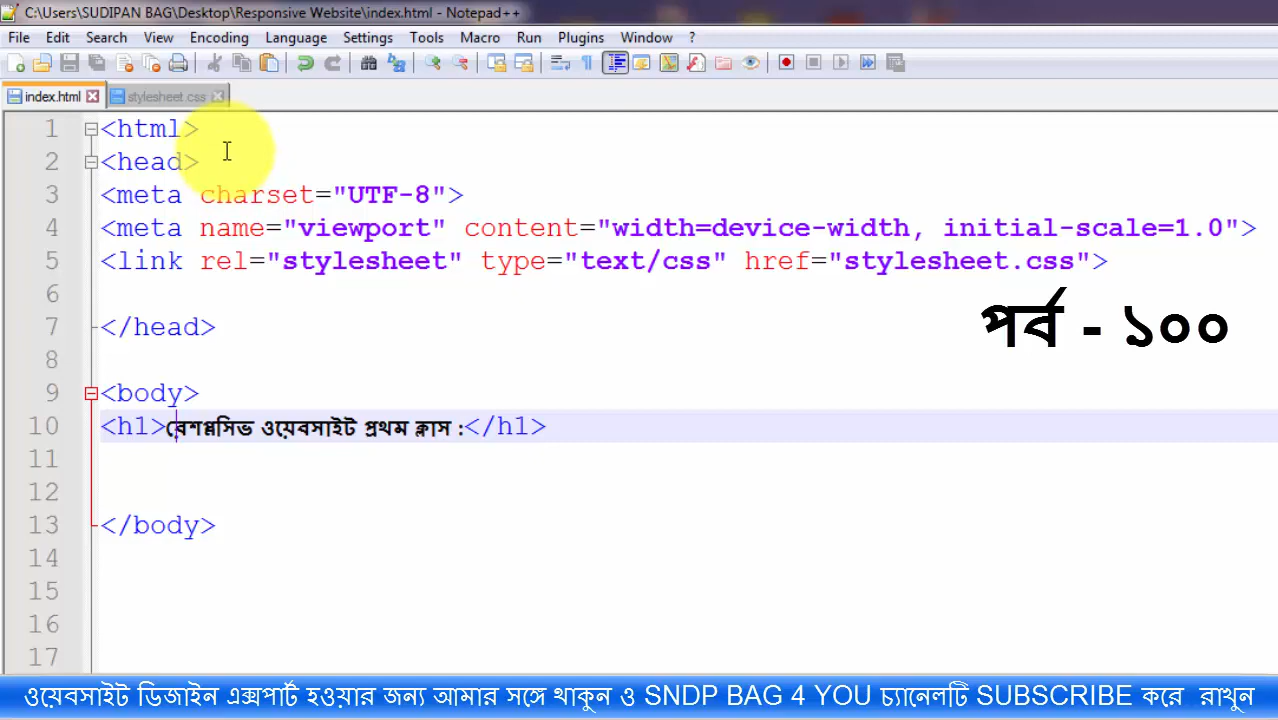 C:\Users\SUDIPAN BAG\Desktop\Responsive Website\index.html - Notepad++
File Edit Search View Encoding Language Settings Tools Macro Run Plugins Window ?
index.html stylesheet.css
1 <html>
2 <head>
3 <meta charset="UTF-8">
4 <meta name="viewport" content="width=device-width, initial-scale=1.0">
5 <link rel="stylesheet" type="text/css" href="stylesheet.css">
6
পর্ব - ১০০
7 </head>
8
9 <body>
10 <h1> ওয়েবসাইট প্রথম ক্লাস :</h1>
11
12
13 </body>
14
15
16
17
ওয়েবসাইট ডিজাইন এক্সপার্ট হওয়ার জন্য আমার সঙ্গে থাকুন ও SNDP BAG 4 YOU চ্যানেলটি SUBSCRIBE করে রাখুন